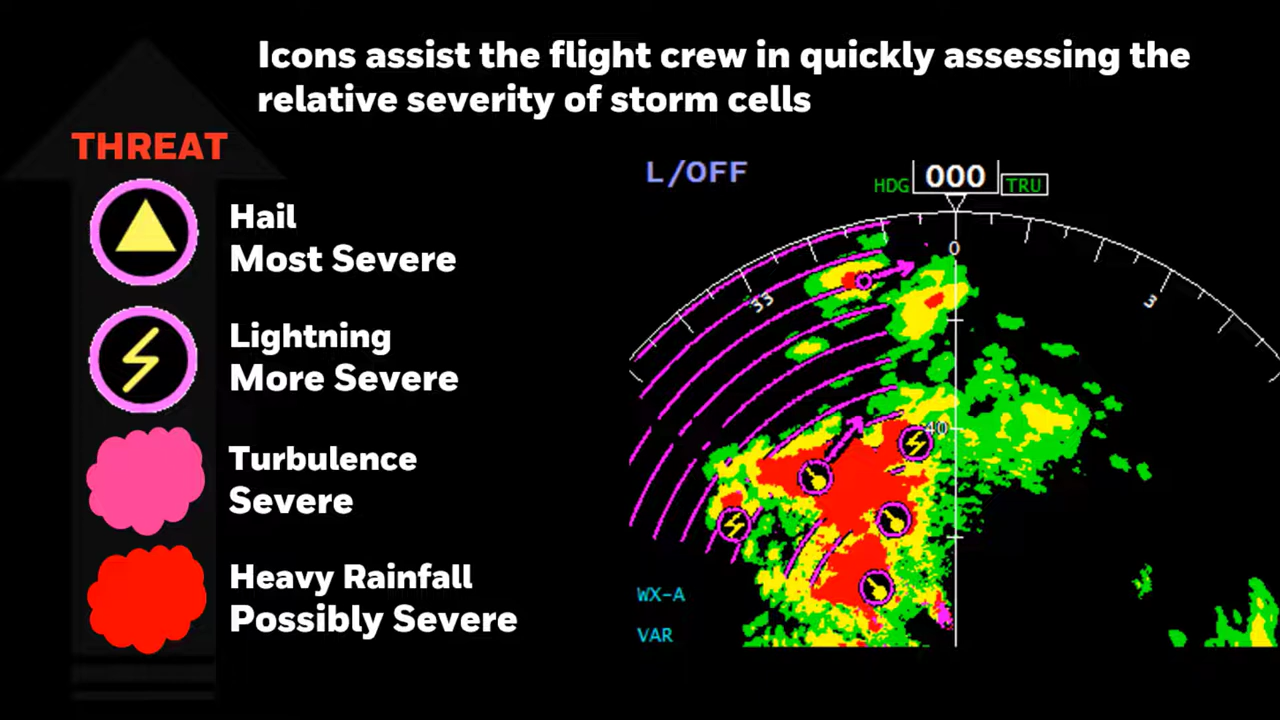 Icons assist the flight crew in quickly assessing the
relative severity of storm cells
THREAT
Hail
Most Severe
Lightning
More Severe
Turbulence
Severe
Heavy Rainfall
Possibly Severe
L/OFF
HDG 000 TRU
0
33
3
40
WX-A
VAR